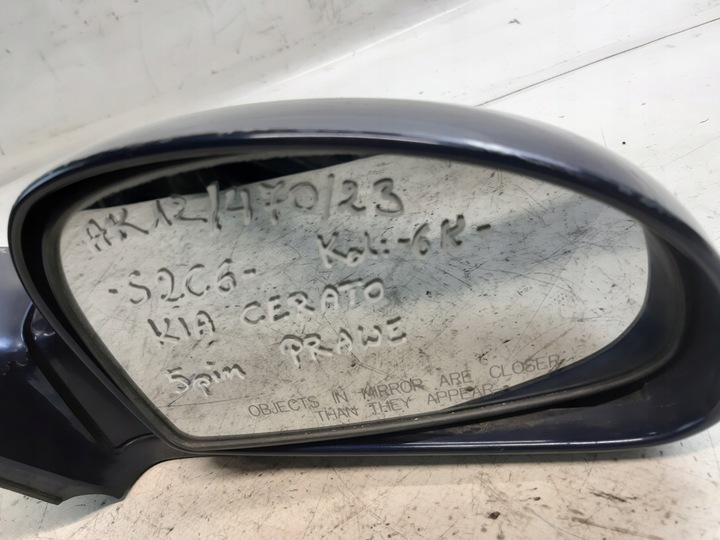 AK12/470/23
-S2C6- Kol:-6K-
KIA CERATO
5pin PRAWE
OBJECTS IN MIRROR ARE CLOSER
THAN THEY APPEAR